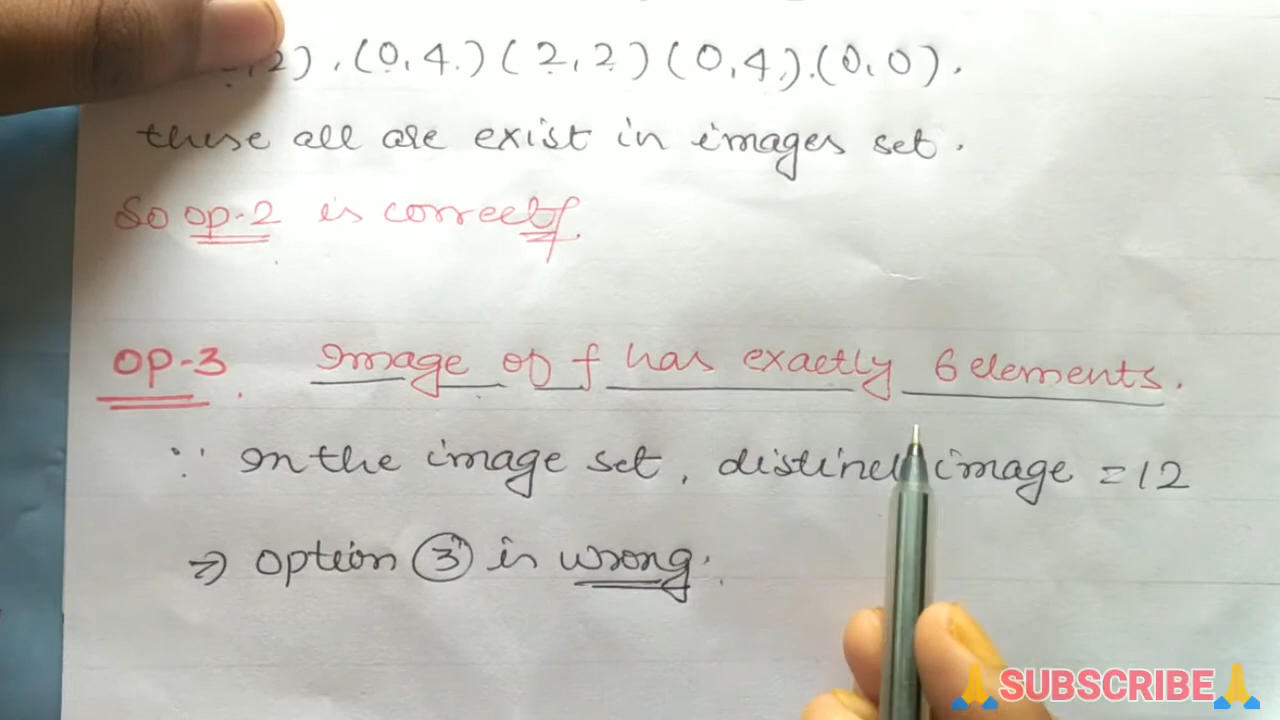 2), (0,4.) (2,2) (0,4).(0,0).
these all are exist in images set.
So op-2 is correct
OP-3. Image of f has exactly 6 elements.
∵ In the image set, distinct image = 12
⇒ option ③ is wrong.
🙏SUBSCRIBE🙏